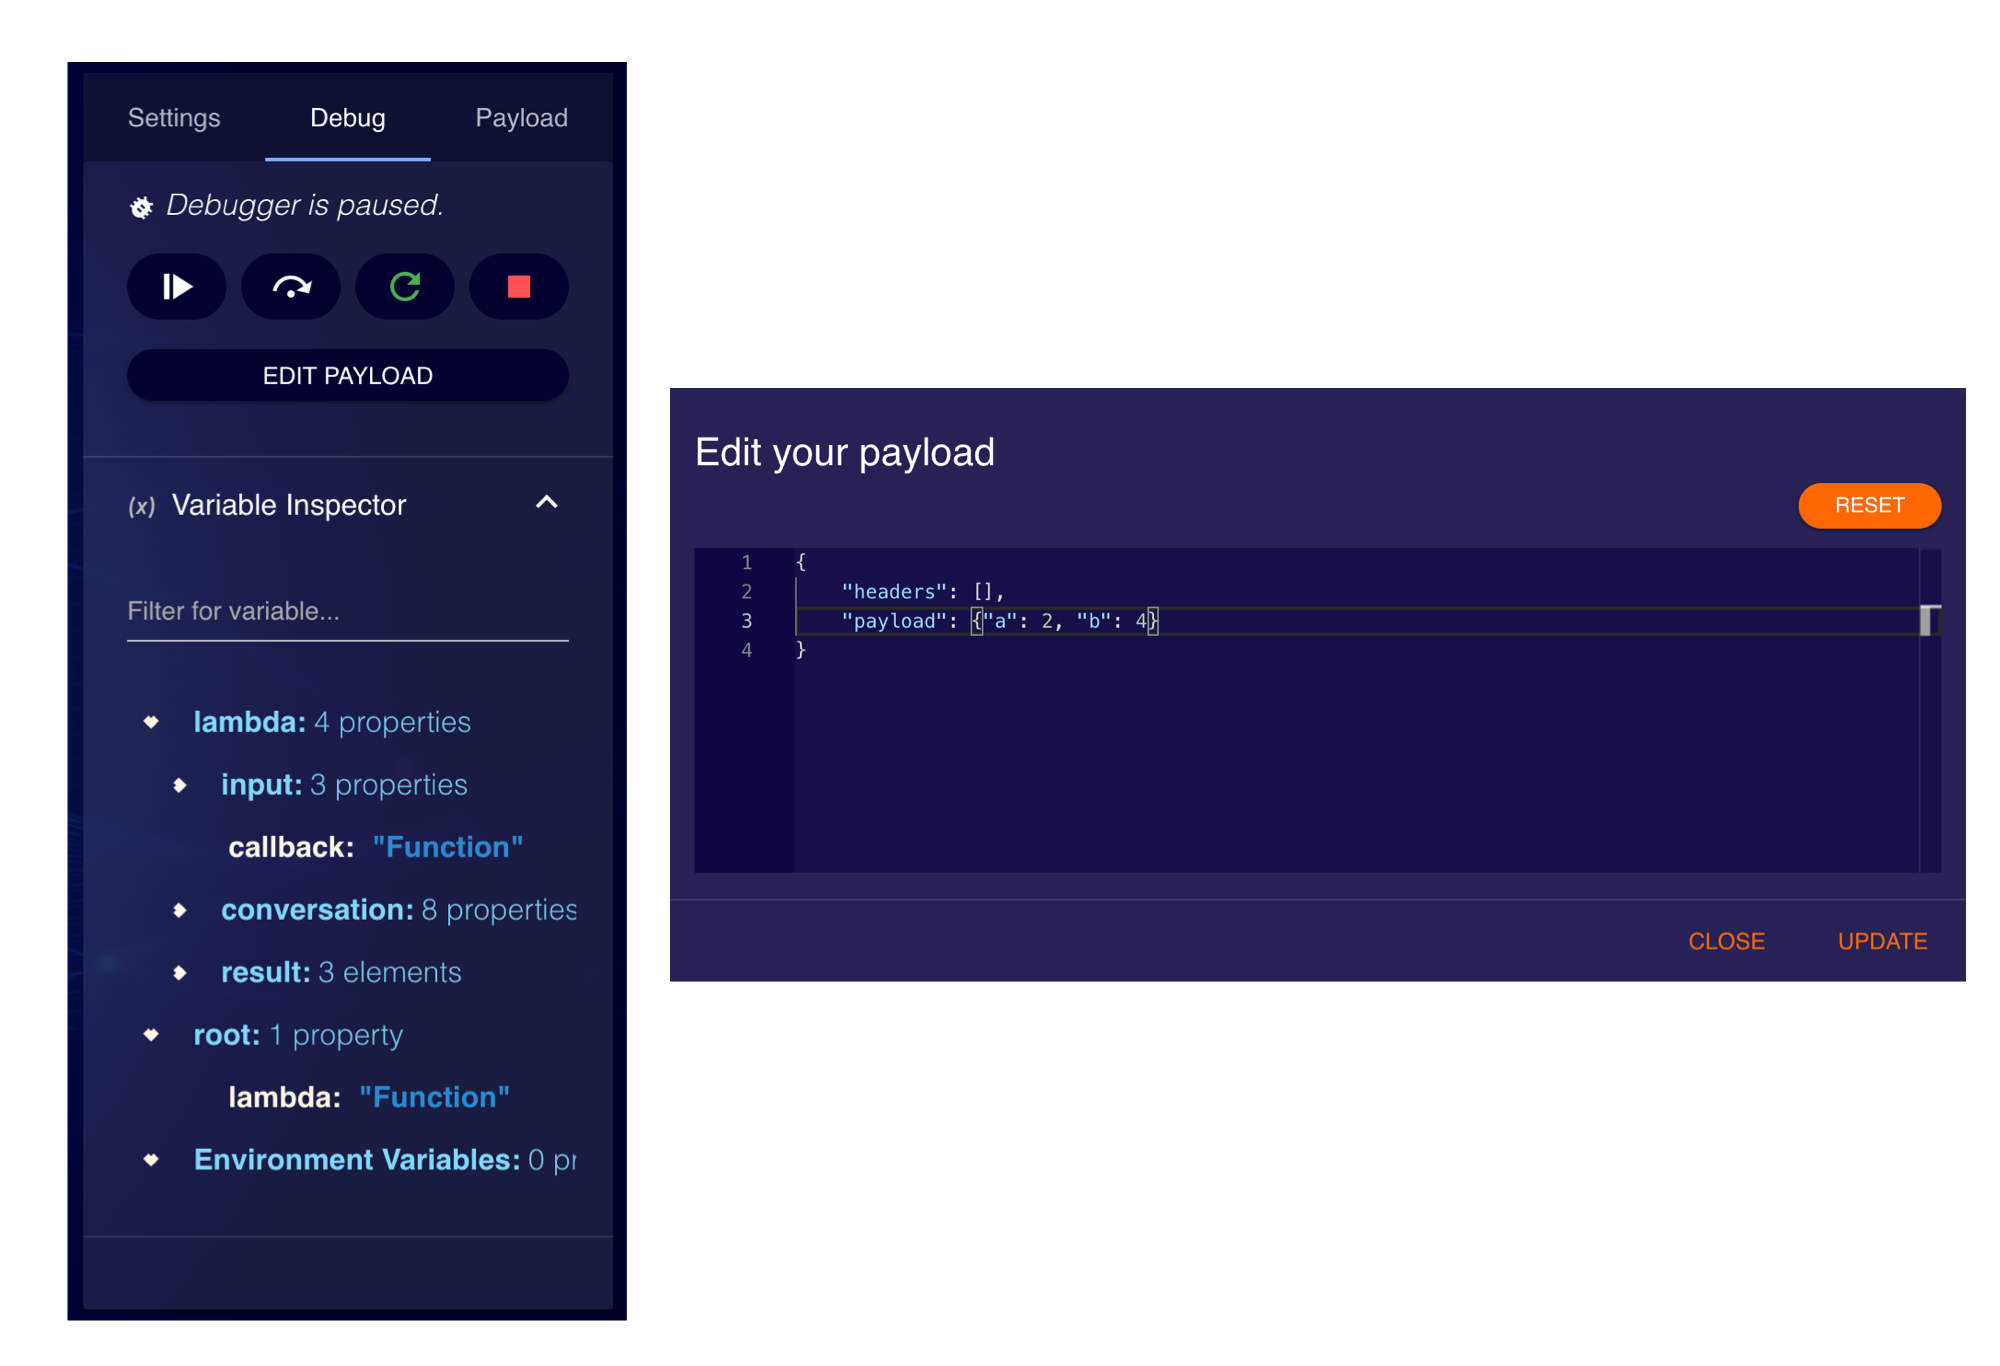 Settings Debug Payload
Debugger is paused.
EDIT PAYLOAD
(x) Variable Inspector
Filter for variable...
lambda: 4 properties
input: 3 properties
callback: "Function"
conversation: 8 properties
result: 3 elements
root: 1 property
lambda: "Function"
Environment Variables: 0 pr
Edit your payload
RESET
1 {
2 "headers": [],
3 "payload": {"a": 2, "b": 4}
4 }
CLOSE UPDATE